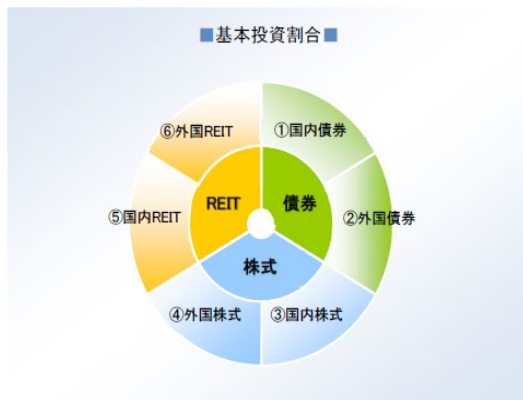 ■基本投資割合■
⑥外国REIT
①国内債券
REIT
債券
⑤国内REIT
②外国債券
株式
④外国株式
③国内株式